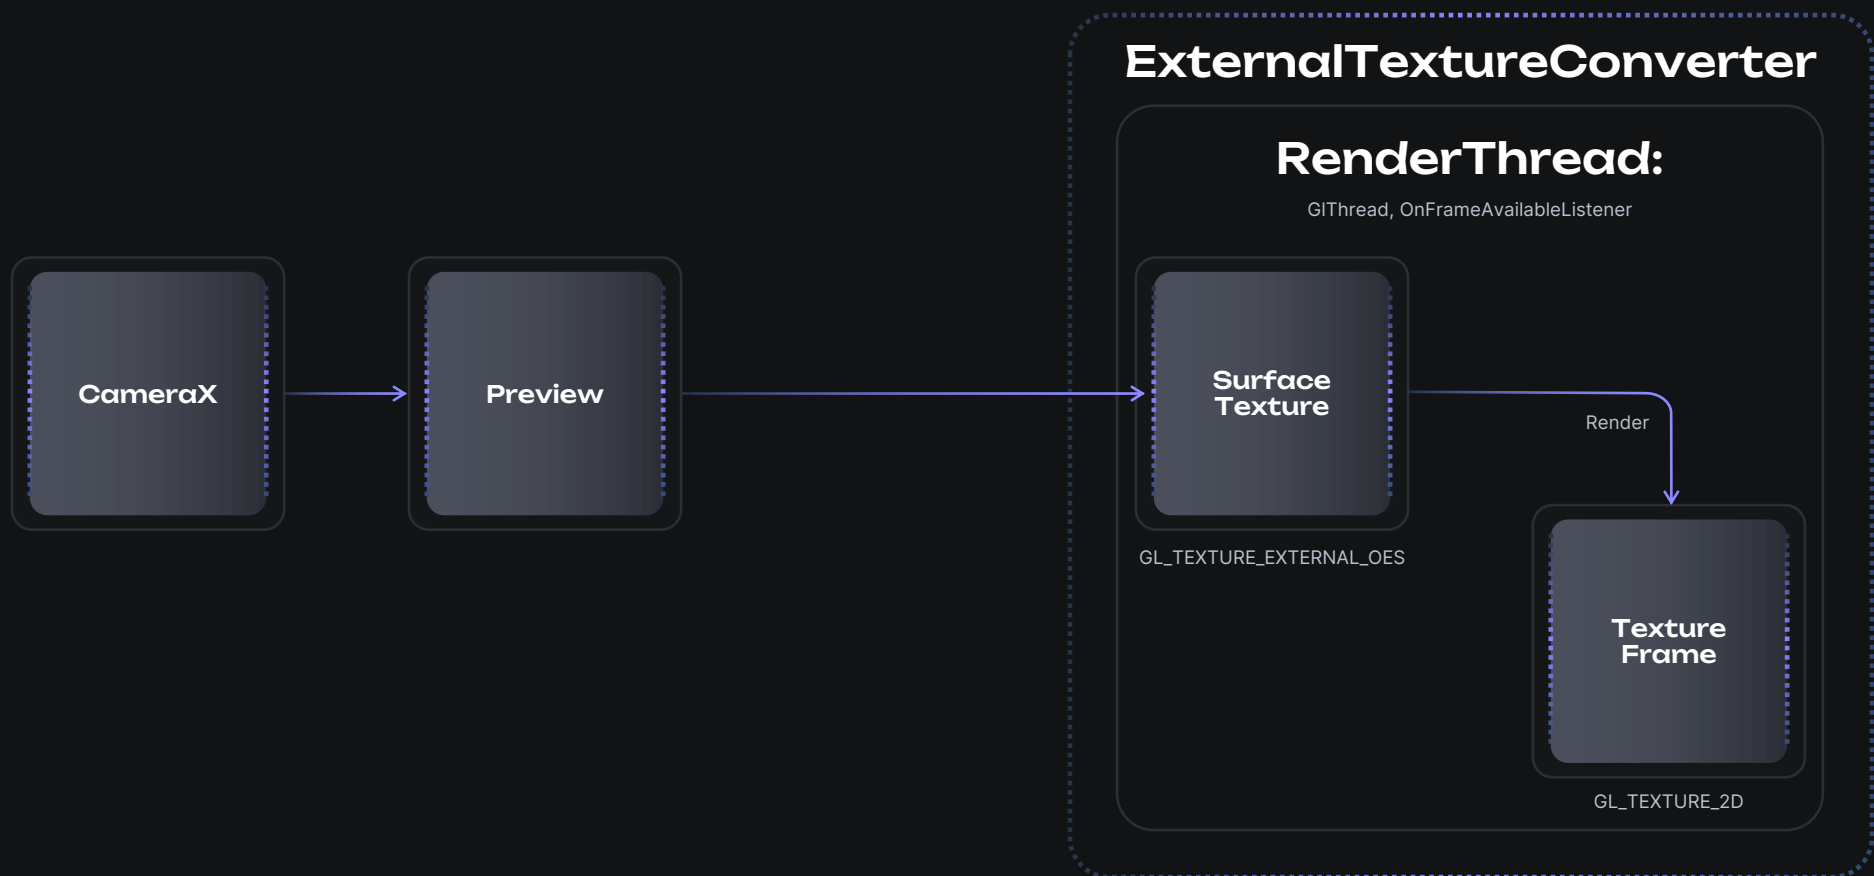 ExternalTextureConverter
RenderThread:
GlThread, OnFrameAvailableListener
CameraX
Preview
Surface
Texture
Render
GL_TEXTURE_EXTERNAL_OES
Texture
Frame
GL_TEXTURE_2D